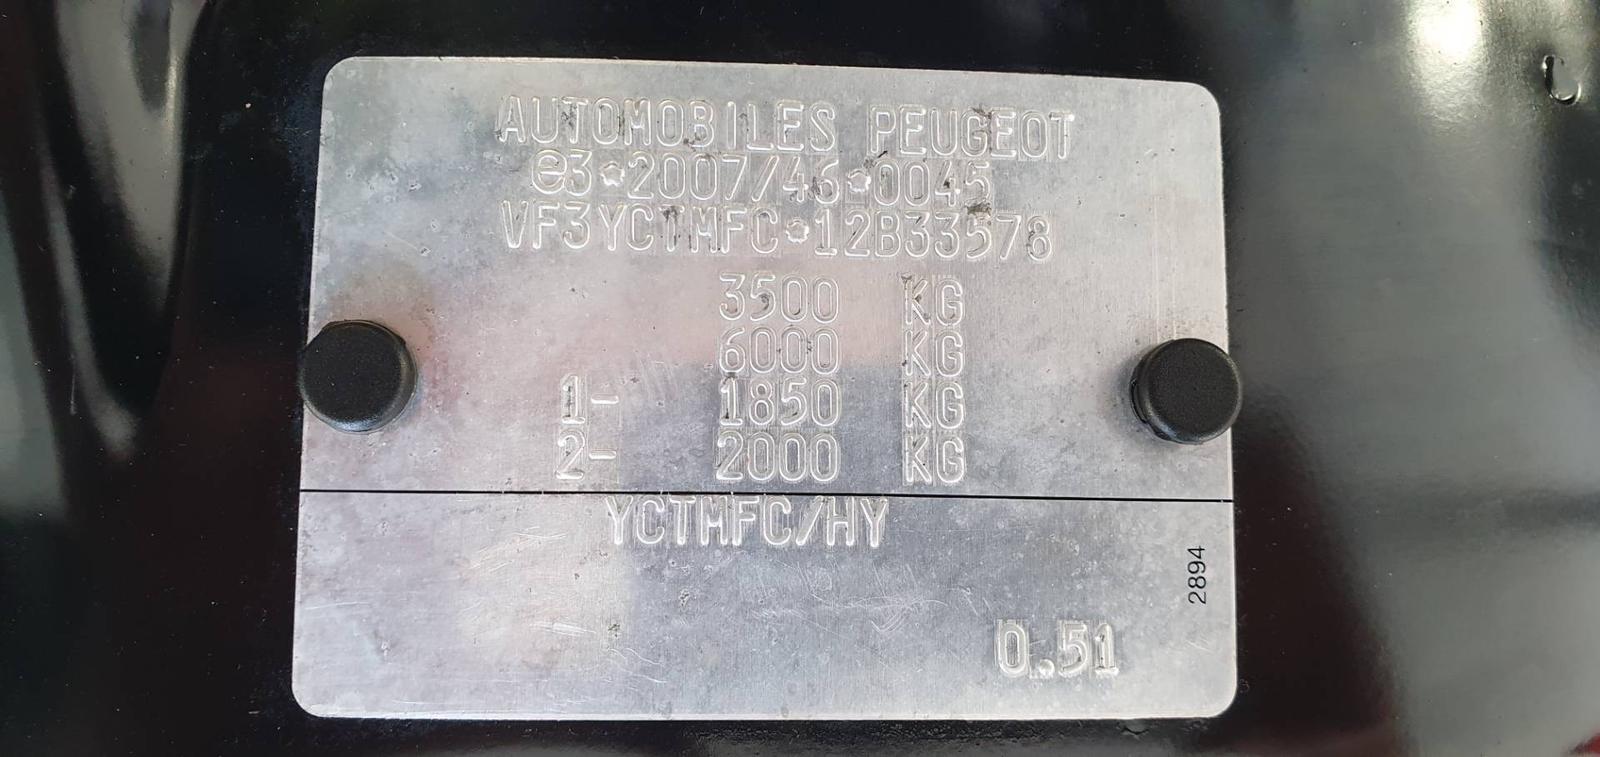 AUTOMOBILES PEUGEOT
e3*2007/46*0045
VF3YCTMFC*12B33578
3500 KG
6000 KG
1- 1850 KG
2- 2000 KG
YCTMFC/HY
2894
0.51